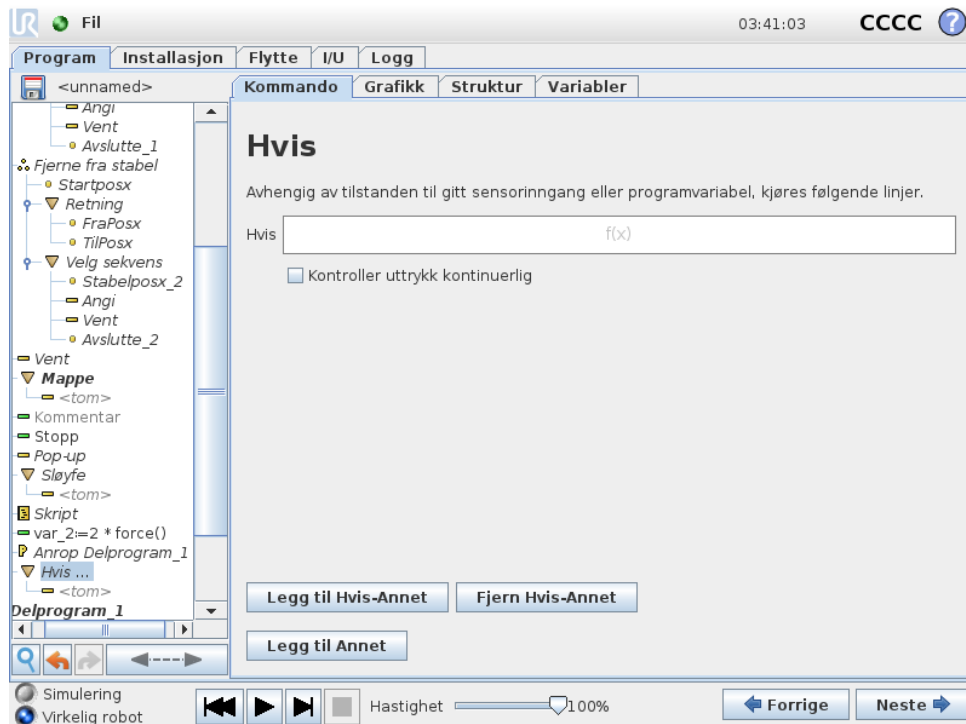 UR Fil 03:41:03 CCCC ?
Program Installasjon Flytte I/U Logg
<unnamed>
Kommando Grafikk Struktur Variabler
Angi
Vent
Avslutte_1
Fjerne fra stabel
Startposx
Retning
FraPosx
TilPosx
Velg sekvens
Stabelposx_2
Angi
Vent
Avslutte_2
Vent
Mappe
<tom>
Kommentar
Stopp
Pop-up
Sløyfe
<tom>
Skript
var_2:=2 * force()
P Anrop Delprogram_1
Hvis ...
<tom>
Delprogram_1
Hvis
Avhengig av tilstanden til gitt sensorinngang eller programvariabel, kjøres følgende linjer.
Hvis f(x)
Kontroller uttrykk kontinuerlig
Legg til Hvis-Annet Fjern Hvis-Annet
Legg til Annet
Simulering
Virkelig robot
Hastighet 100%
Forrige Neste